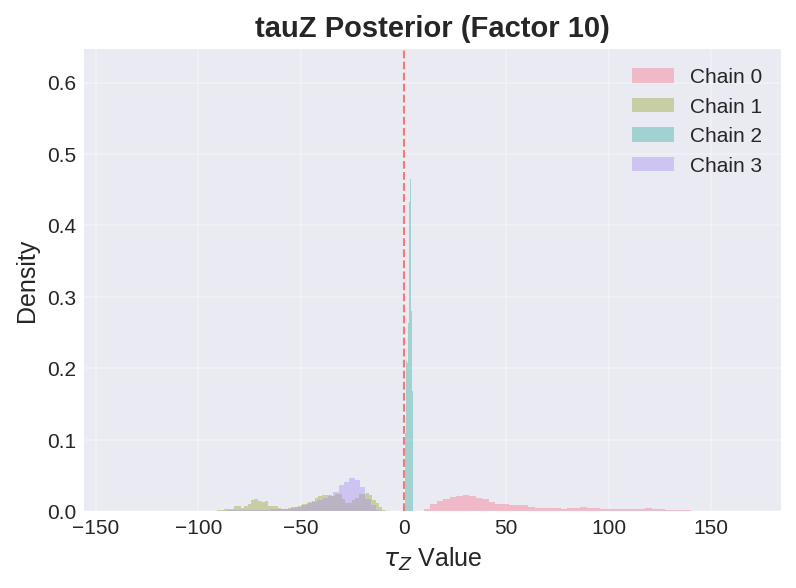 tauZ Posterior (Factor 10)
Chain 0
Chain 1
Chain 2
Chain 3
Density
0.6
0.5
0.4
0.3
0.2
0.1
0.0
−150
−100
−50
0
50
100
150
τZ Value